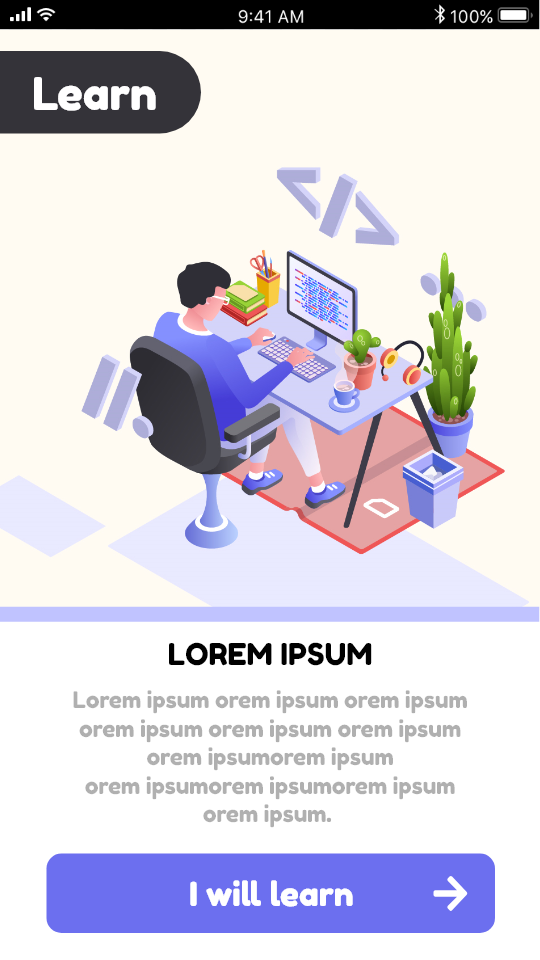 9:41 AM 100%
Learn
LOREM IPSUM
Lorem ipsum orem ipsum orem ipsum
orem ipsum orem ipsum orem ipsum
orem ipsumorem ipsum
orem ipsumorem ipsumorem ipsum
orem ipsum.
I will learn